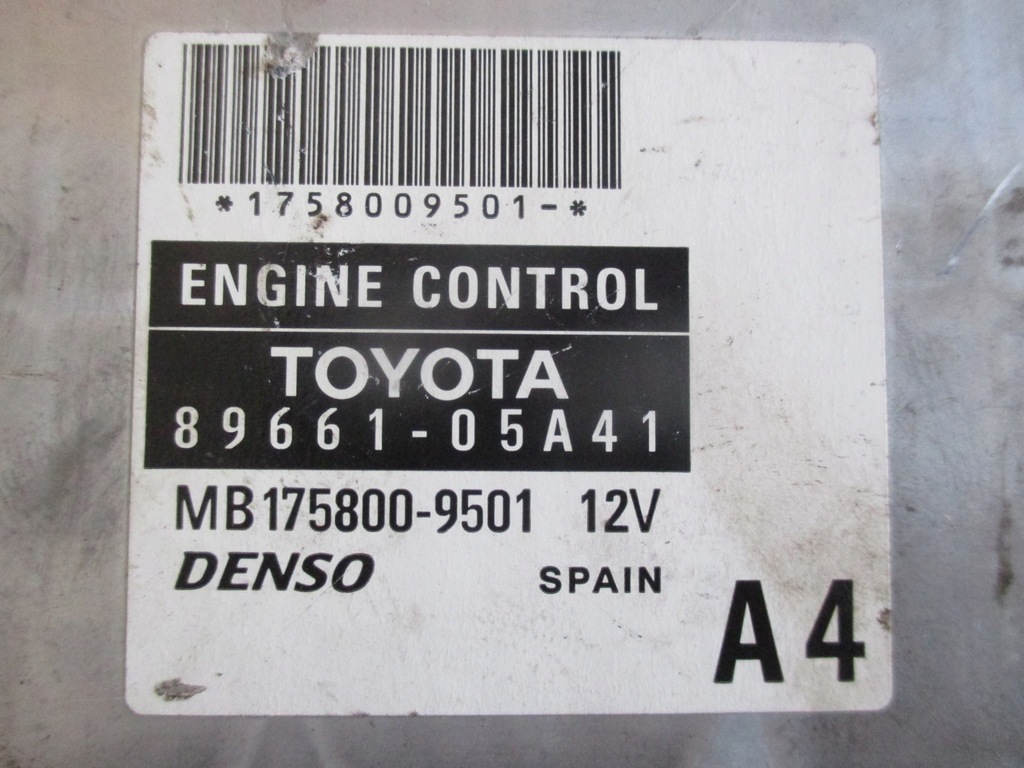 *1758009501-*
ENGINE CONTROL
TOYOTA
89661-05A41
MB175800-9501 12V
DENSO SPAIN
A4